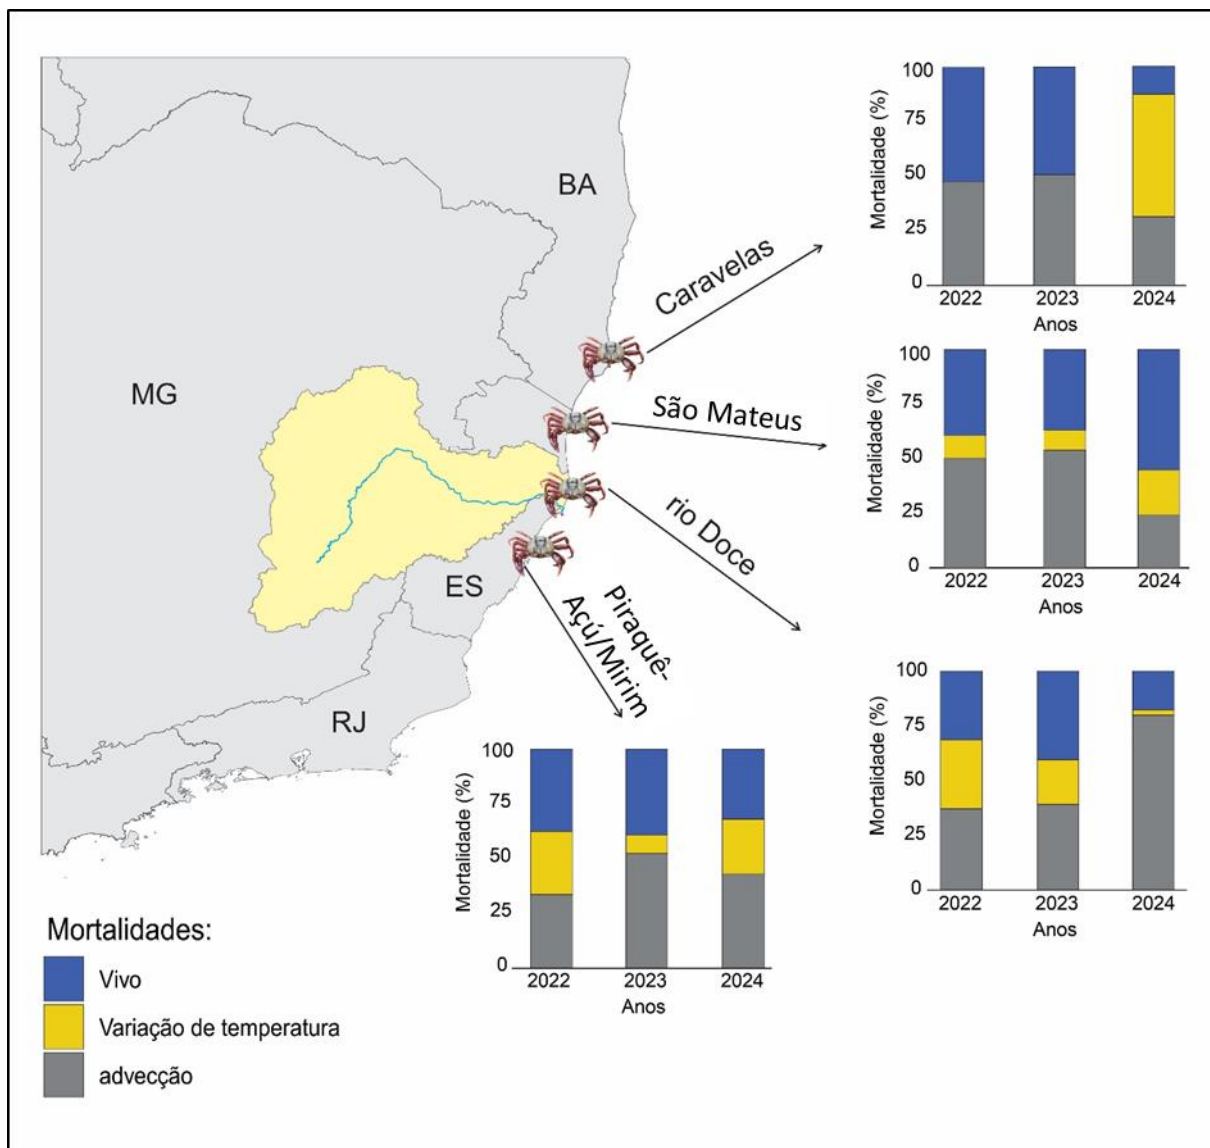 BA
MG
ES
RJ
Caravelas
São Mateus
rio Doce
Piraquê-
Açú/Mirim
Mortalidade (%)
100
75
50
25
0
2022
2023
2024
Anos
Mortalidade (%)
100
75
50
25
0
2022
2023
2024
Anos
Mortalidade (%)
100
75
50
25
0
2022
2023
2024
Anos
Mortalidade (%)
100
75
50
25
0
2022
2023
2024
Anos
Mortalidades:
Vivo
Variação de temperatura
advecção